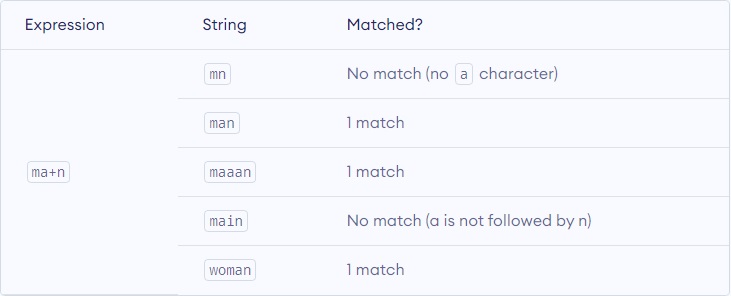 Expression String Matched?
mn No match (no a character)
man 1 match
ma+n maaan 1 match
main No match (a is not followed by n)
woman 1 match